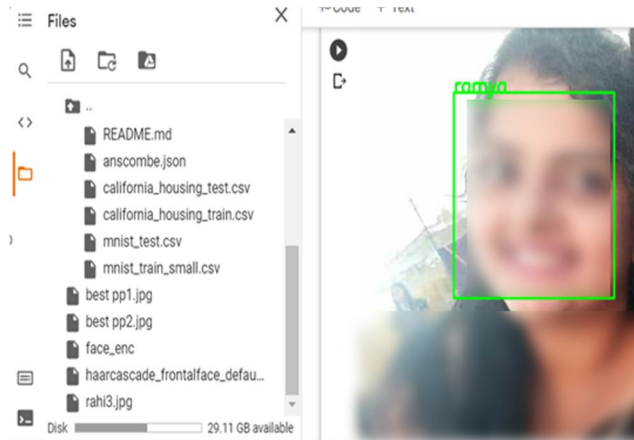 Files
X
+ Code + Text
..
README.md
anscombe.json
california_housing_test.csv
california_housing_train.csv
mnist_test.csv
mnist_train_small.csv
best pp1.jpg
best pp2.jpg
face_enc
haarcascade_frontalface_defau...
rahi3.jpg
Disk 29.11 GB available
ramya